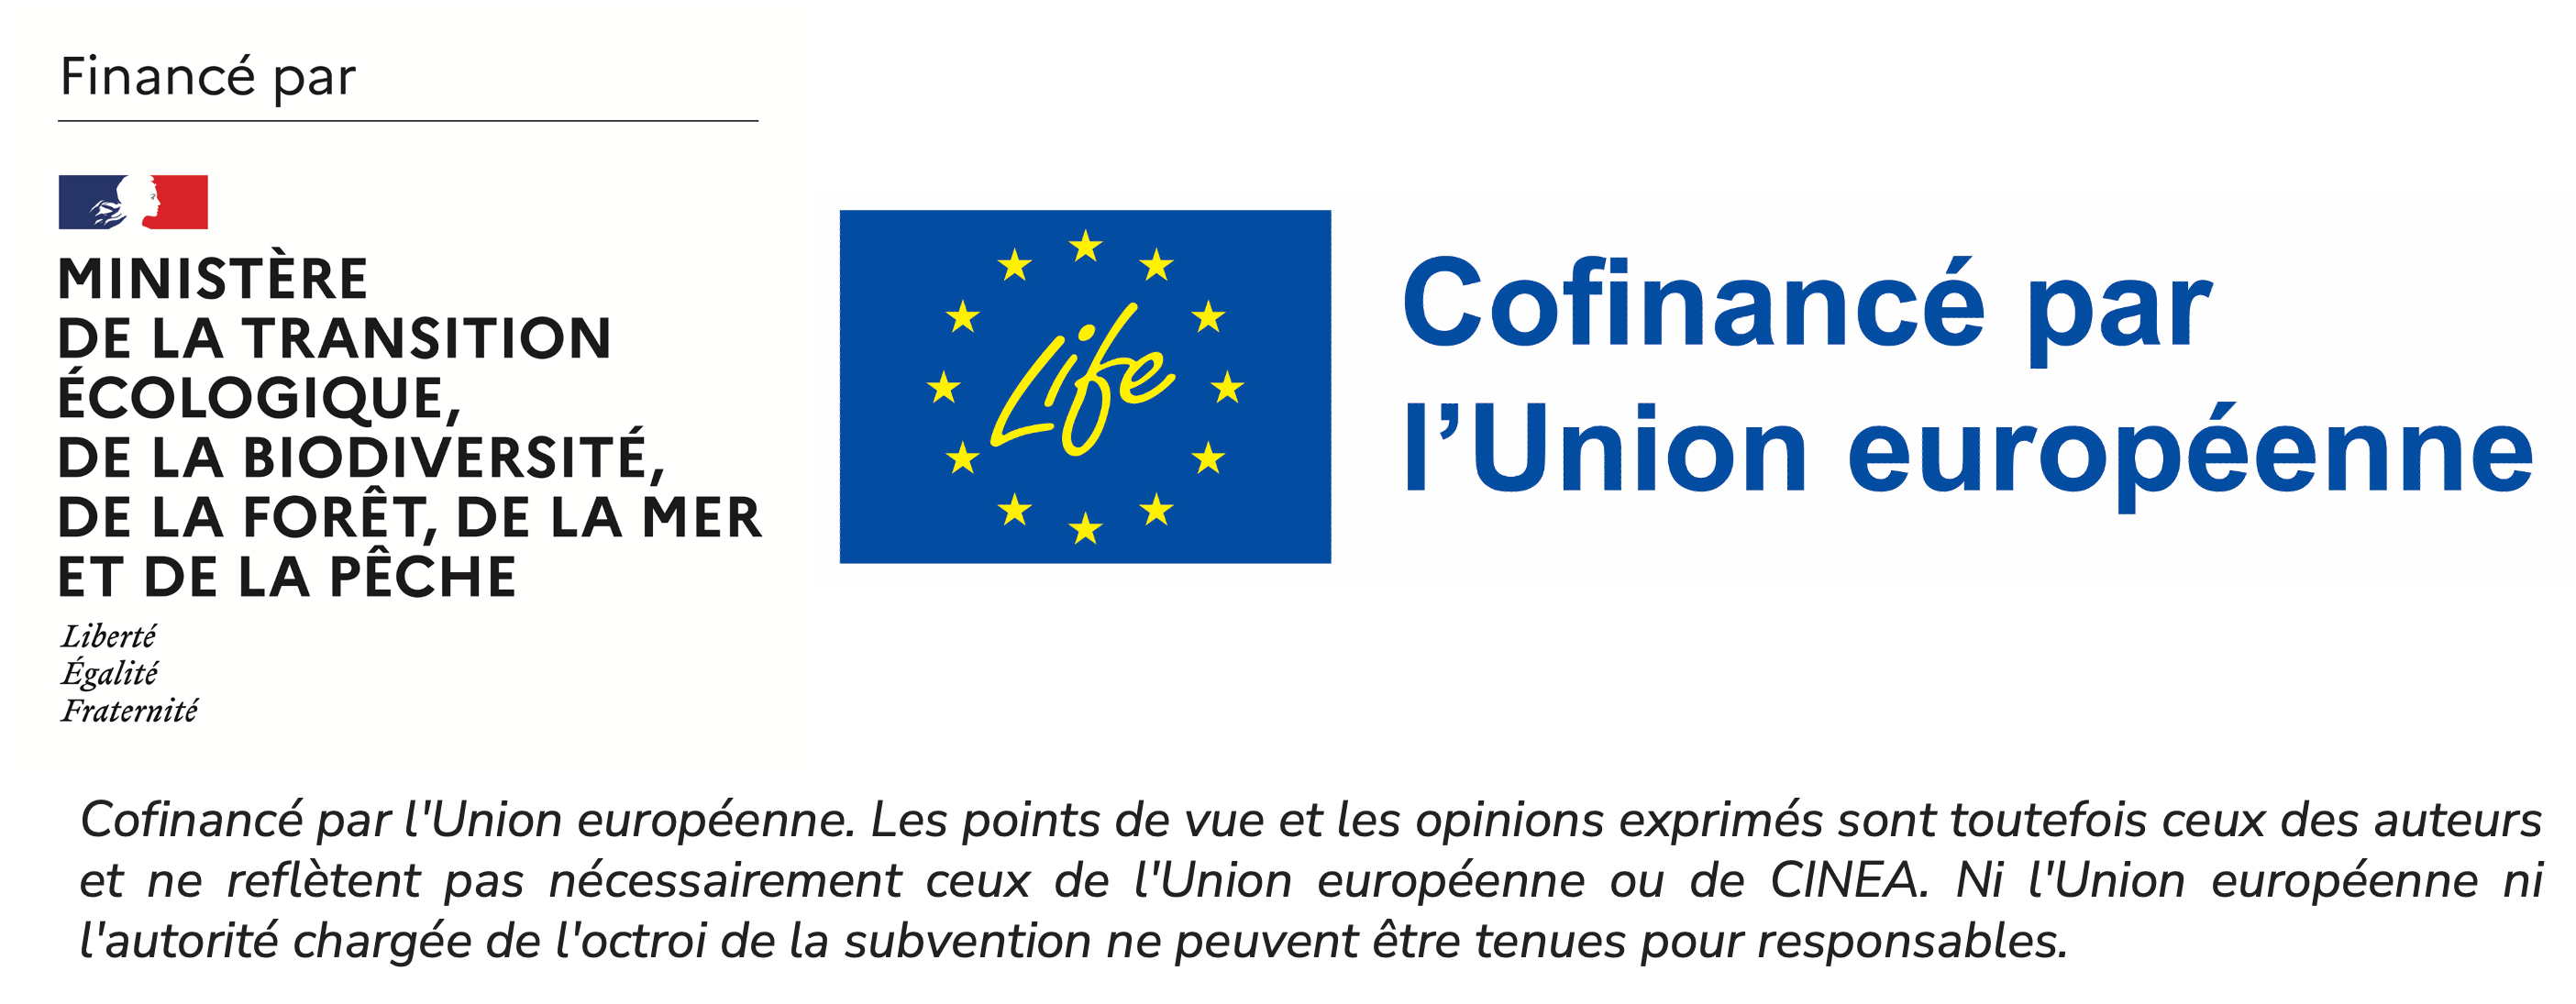 Financé par
MINISTÈRE
DE LA TRANSITION
ÉCOLOGIQUE,
DE LA BIODIVERSITÉ,
DE LA FORÊT, DE LA MER
ET DE LA PÊCHE
Liberté
Égalité
Fraternité
Life
Cofinancé par
l’Union européenne
Cofinancé par l'Union européenne. Les points de vue et les opinions exprimés sont toutefois ceux des auteurs
et ne reflètent pas nécessairement ceux de l'Union européenne ou de CINEA. Ni l'Union européenne ni
l'autorité chargée de l'octroi de la subvention ne peuvent être tenues pour responsables.